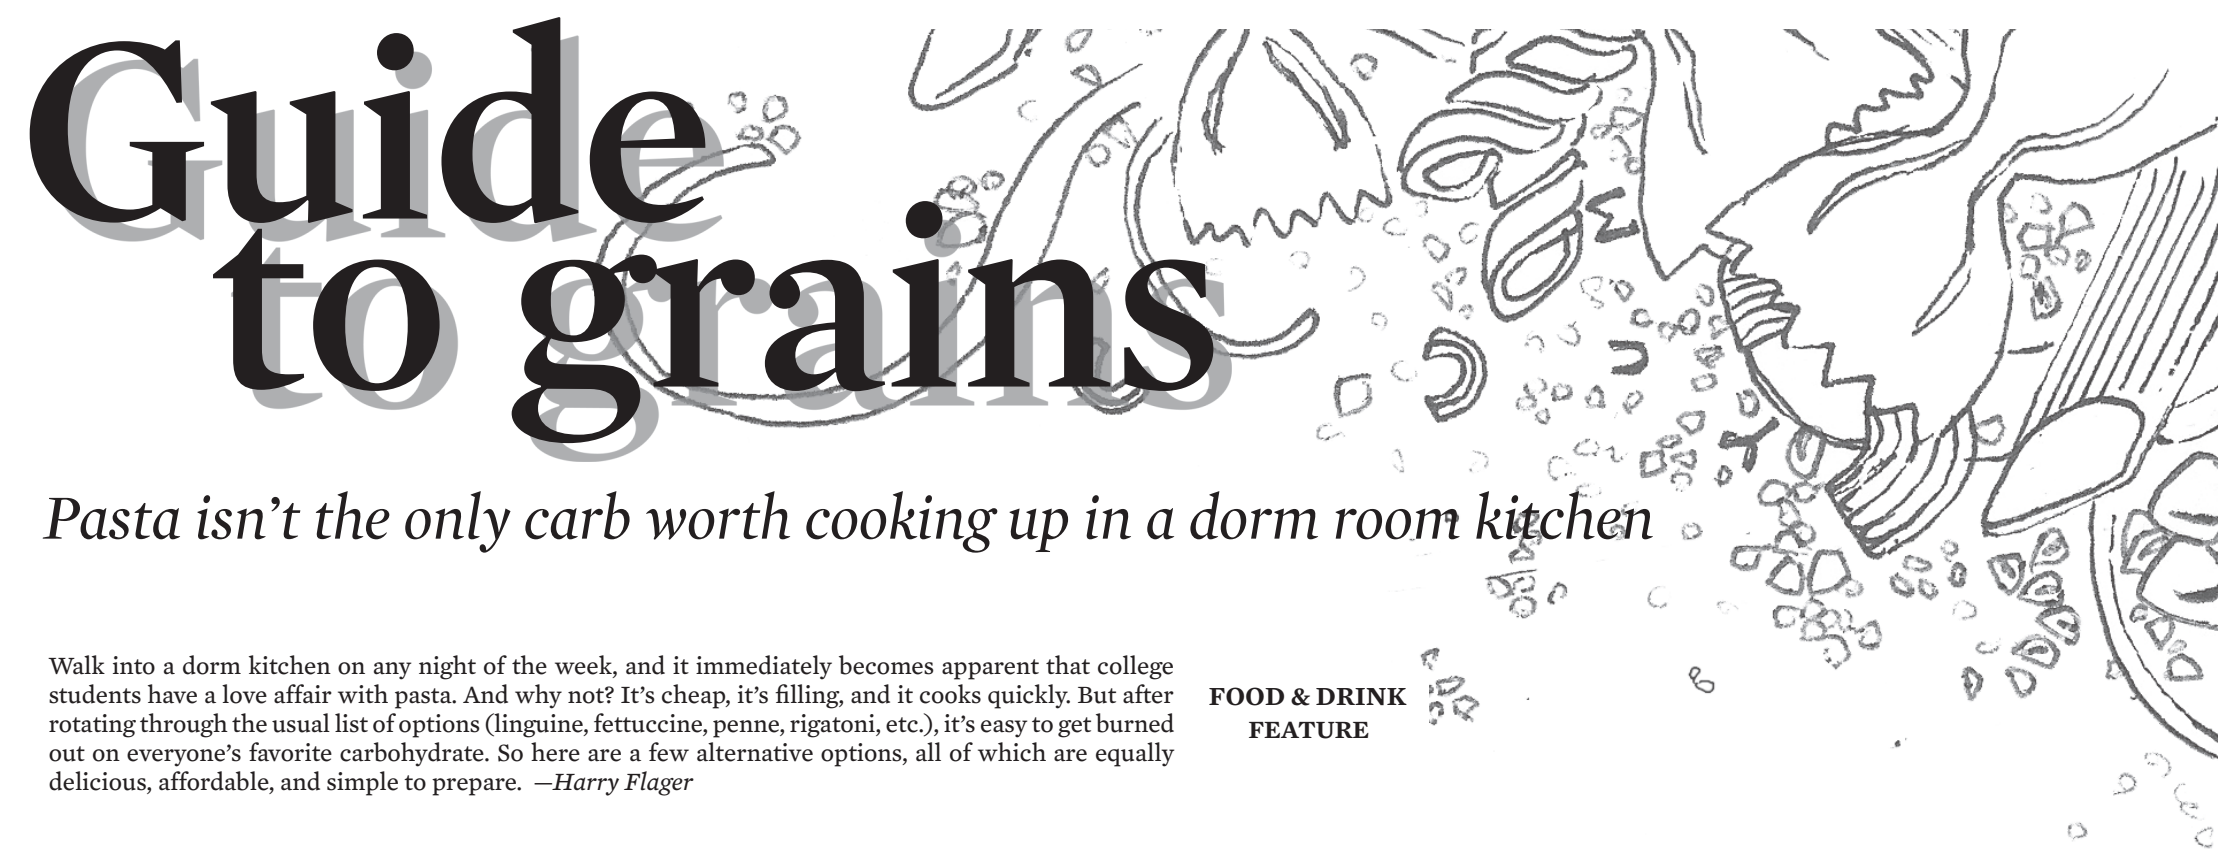 Guide
to grains
Pasta isn’t the only carb worth cooking up in a dorm room kitchen
Walk into a dorm kitchen on any night of the week, and it immediately becomes apparent that college
students have a love affair with pasta. And why not? It’s cheap, it’s filling, and it cooks quickly. But after
rotating through the usual list of options (linguine, fettuccine, penne, rigatoni, etc.), it’s easy to get burned
out on everyone’s favorite carbohydrate. So here are a few alternative options, all of which are equally
delicious, affordable, and simple to prepare. —Harry Flager
FOOD & DRINK
FEATURE